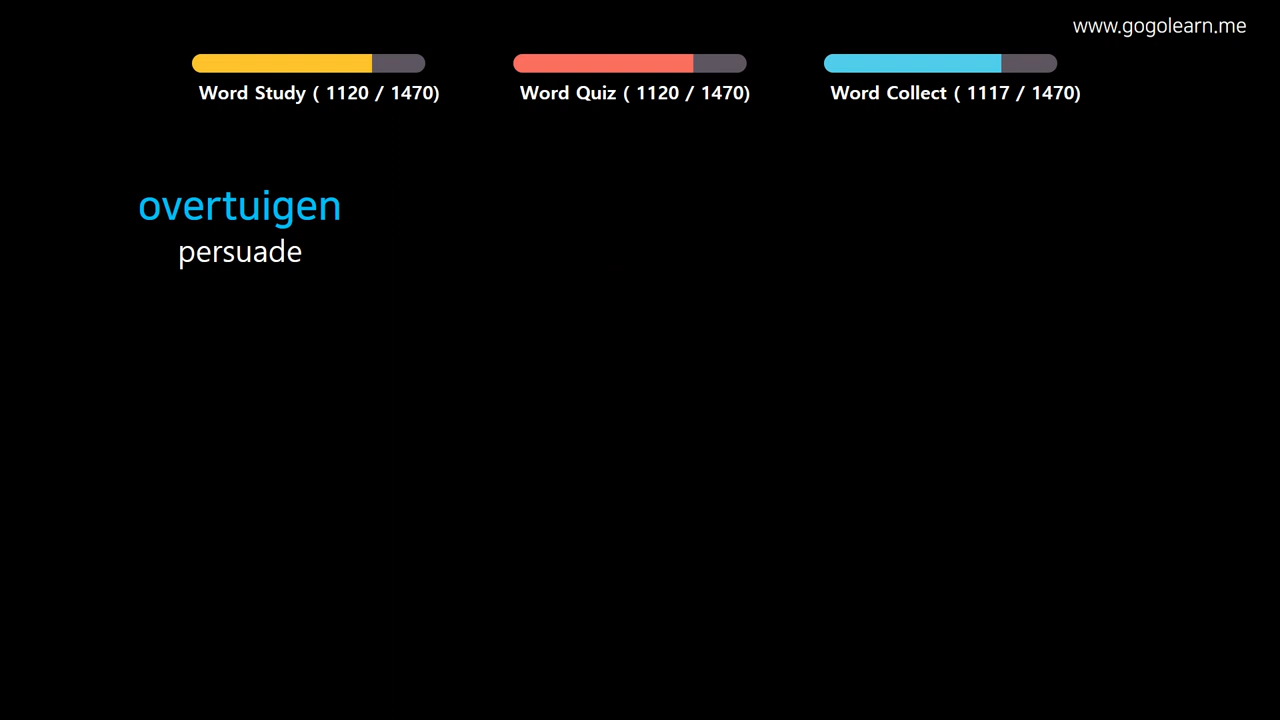 www.gogolearn.me
Word Study ( 1120 / 1470)
Word Quiz ( 1120 / 1470)
Word Collect ( 1117 / 1470)
overtuigen
persuade